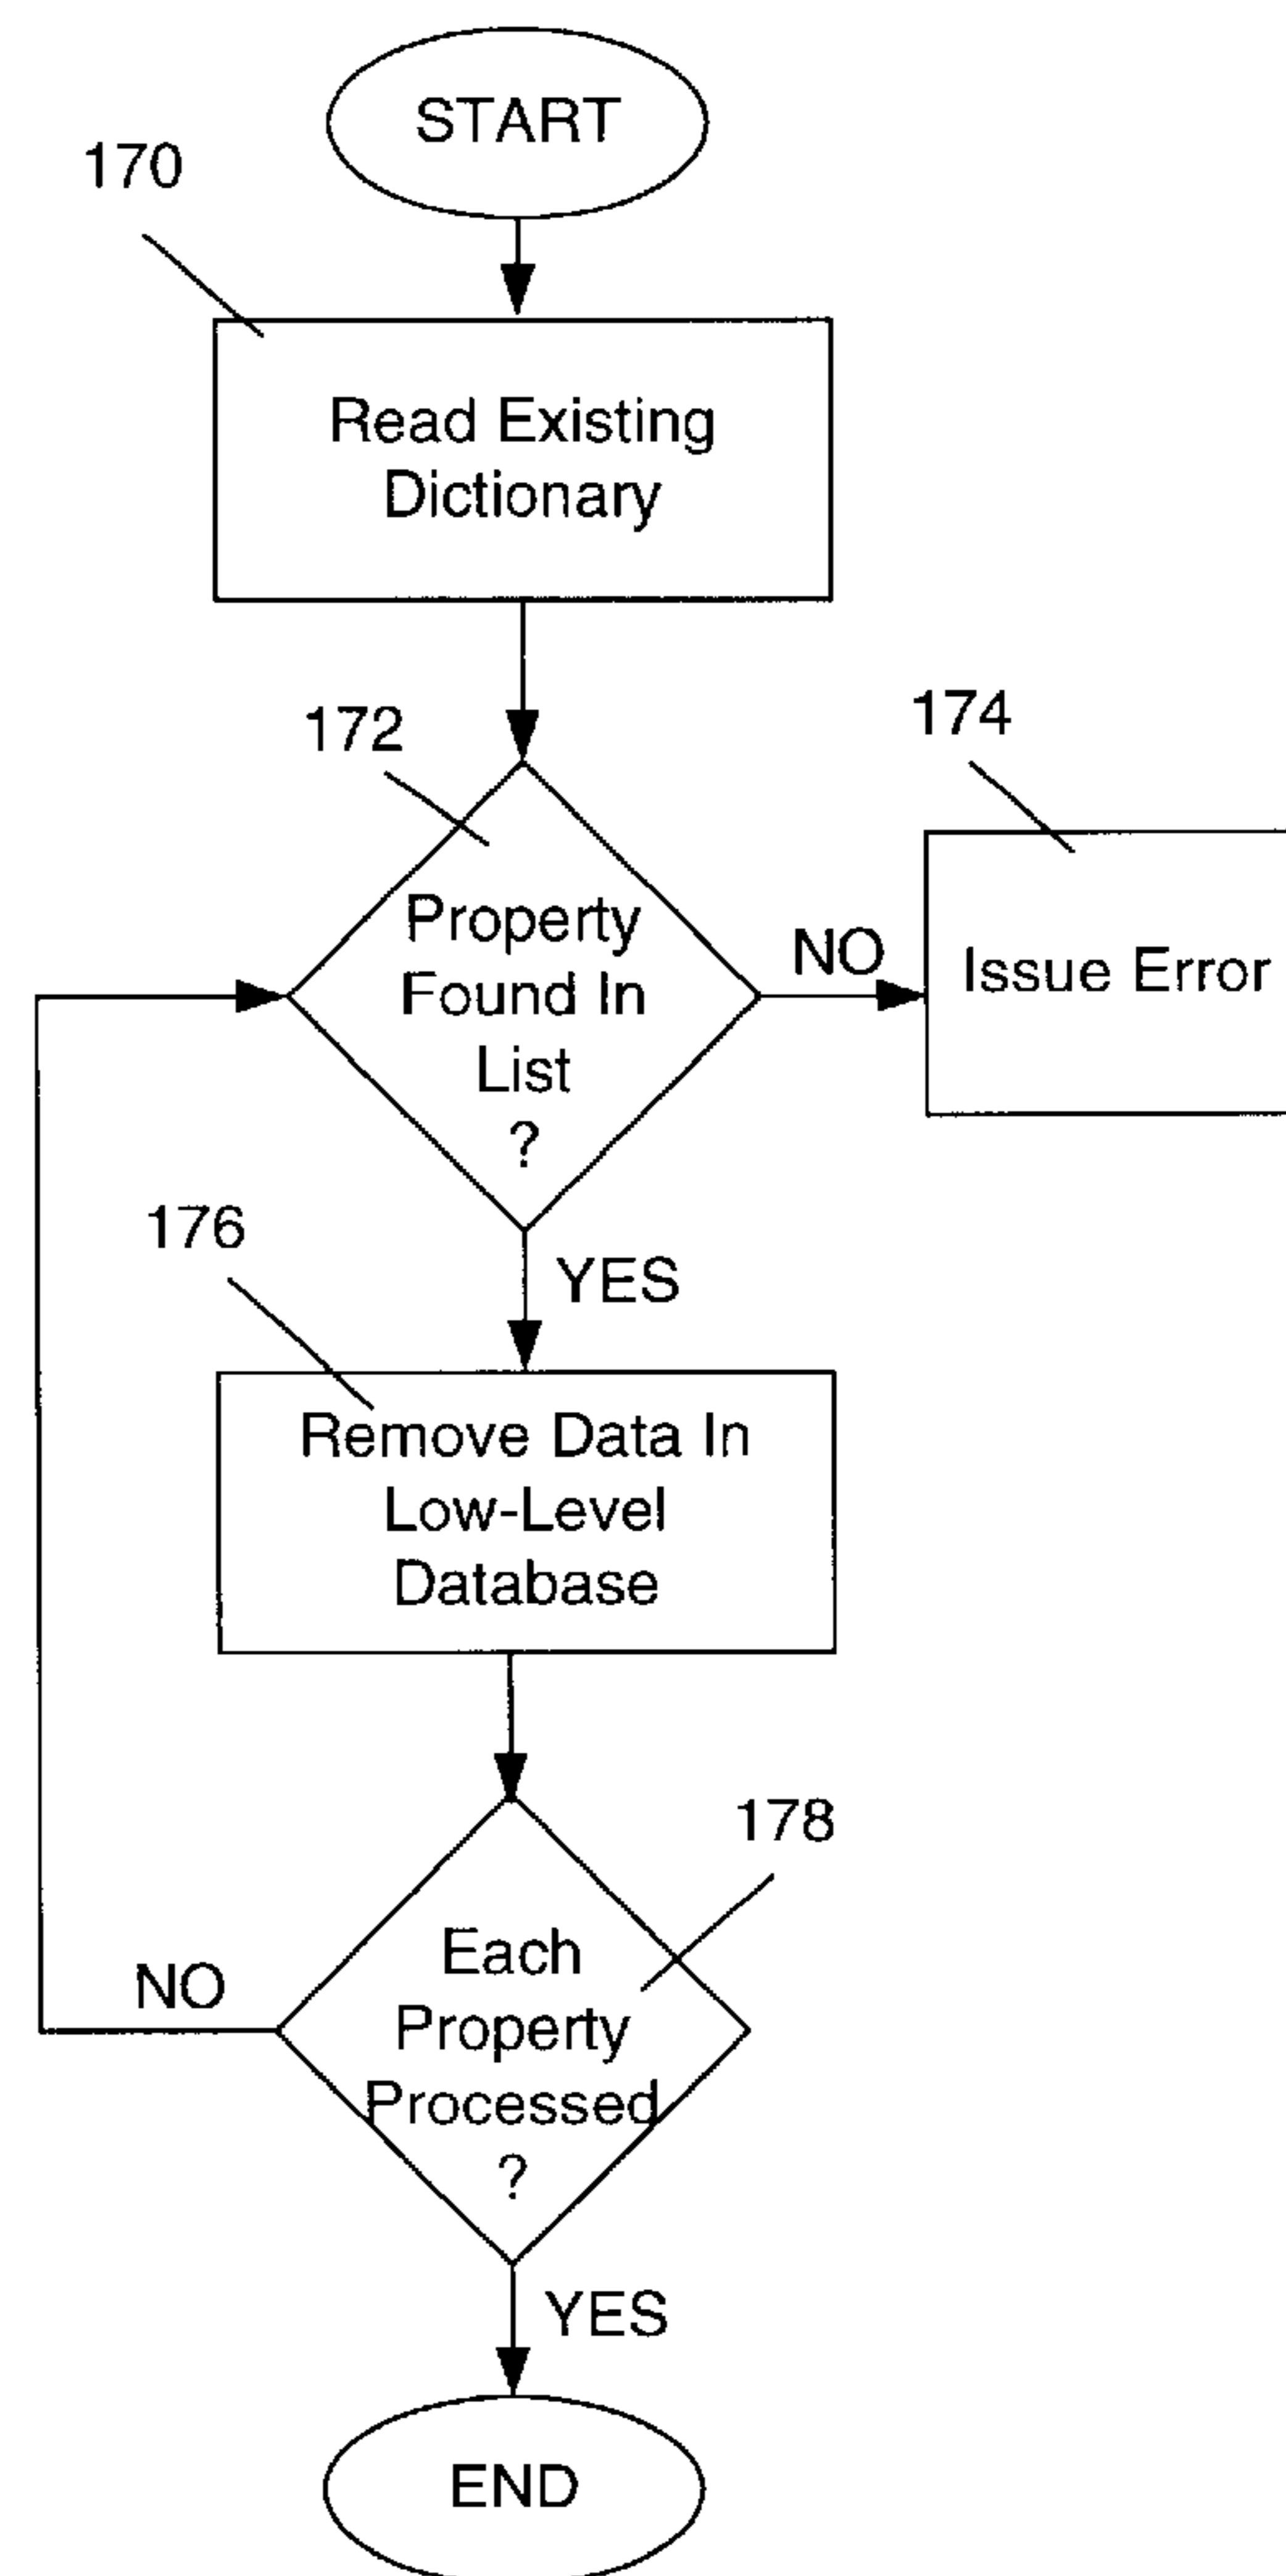 START
170
Read Existing
Dictionary
172
174
Property
Found In
List
?
NO
Issue Error
176
YES
Remove Data In
Low-Level
Database
178
Each
Property
Processed
?
NO
YES
END